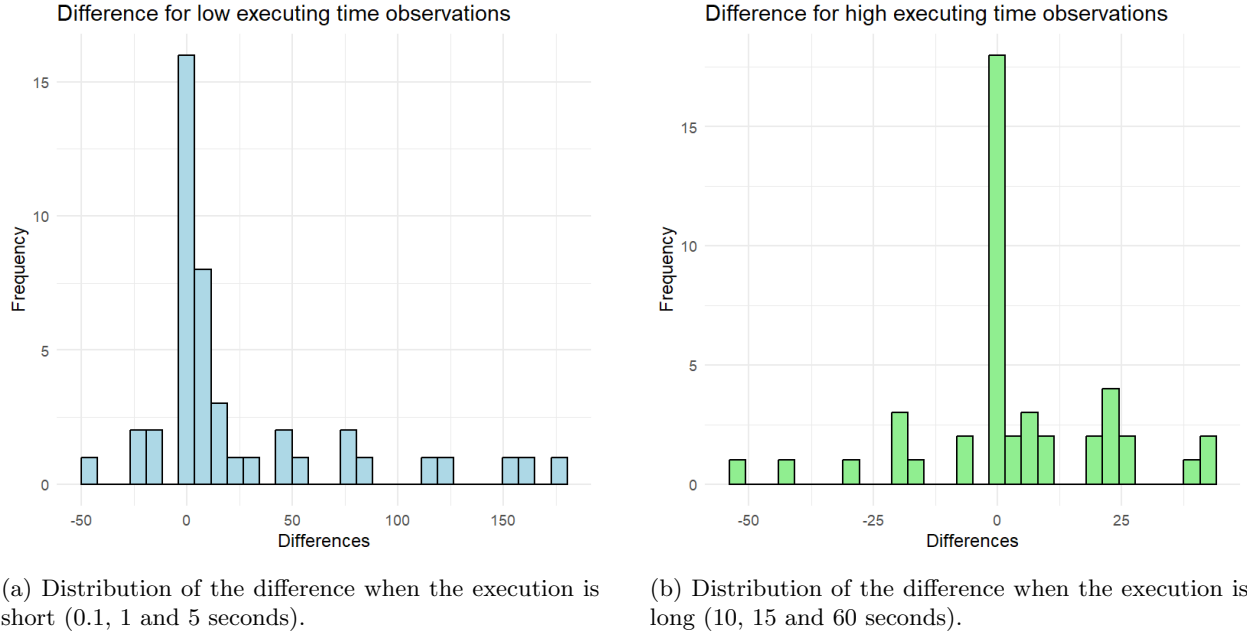 Difference for low executing time observations
15
10
5
0
Frequency
-50 0 50 100 150
Differences
(a) Distribution of the difference when the execution is
short (0.1, 1 and 5 seconds).
Difference for high executing time observations
15
10
5
0
Frequency
-50 -25 0 25
Differences
(b) Distribution of the difference when the execution is
long (10, 15 and 60 seconds).